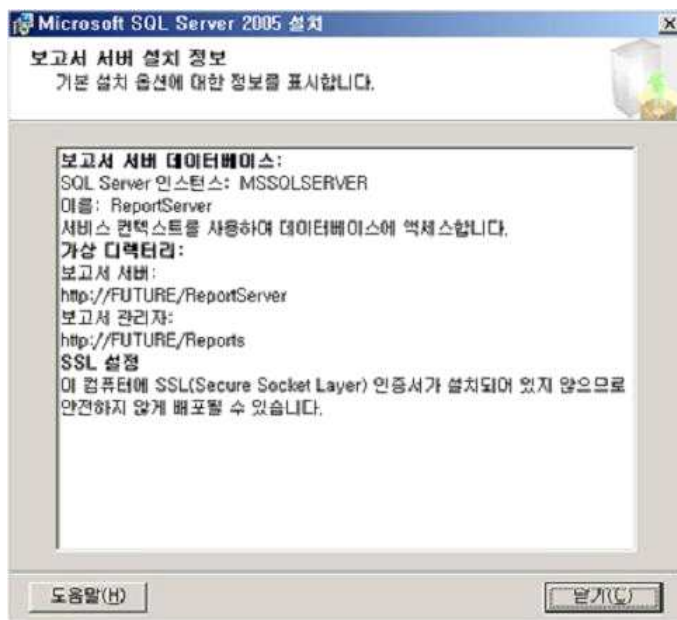 Microsoft SQL Server 2005 설치
보고서 서버 설치 정보
기본 설치 옵션에 대한 정보를 표시합니다.
보고서 서버 데이터베이스:
SQL Server 인스턴스: MSSQLSERVER
이름: ReportServer
서비스 컨텍스트를 사용하여 데이터베이스에 액세스합니다.
가상 디렉터리:
보고서 서버:
http://FUTURE/ReportServer
보고서 관리자:
http://FUTURE/Reports
SSL 설정
이 컴퓨터에 SSL(Secure Socket Layer) 인증서가 설치되어 있지 않으므로
안전하지 않게 배포될 수 있습니다.
도움말(H)
닫기(C)